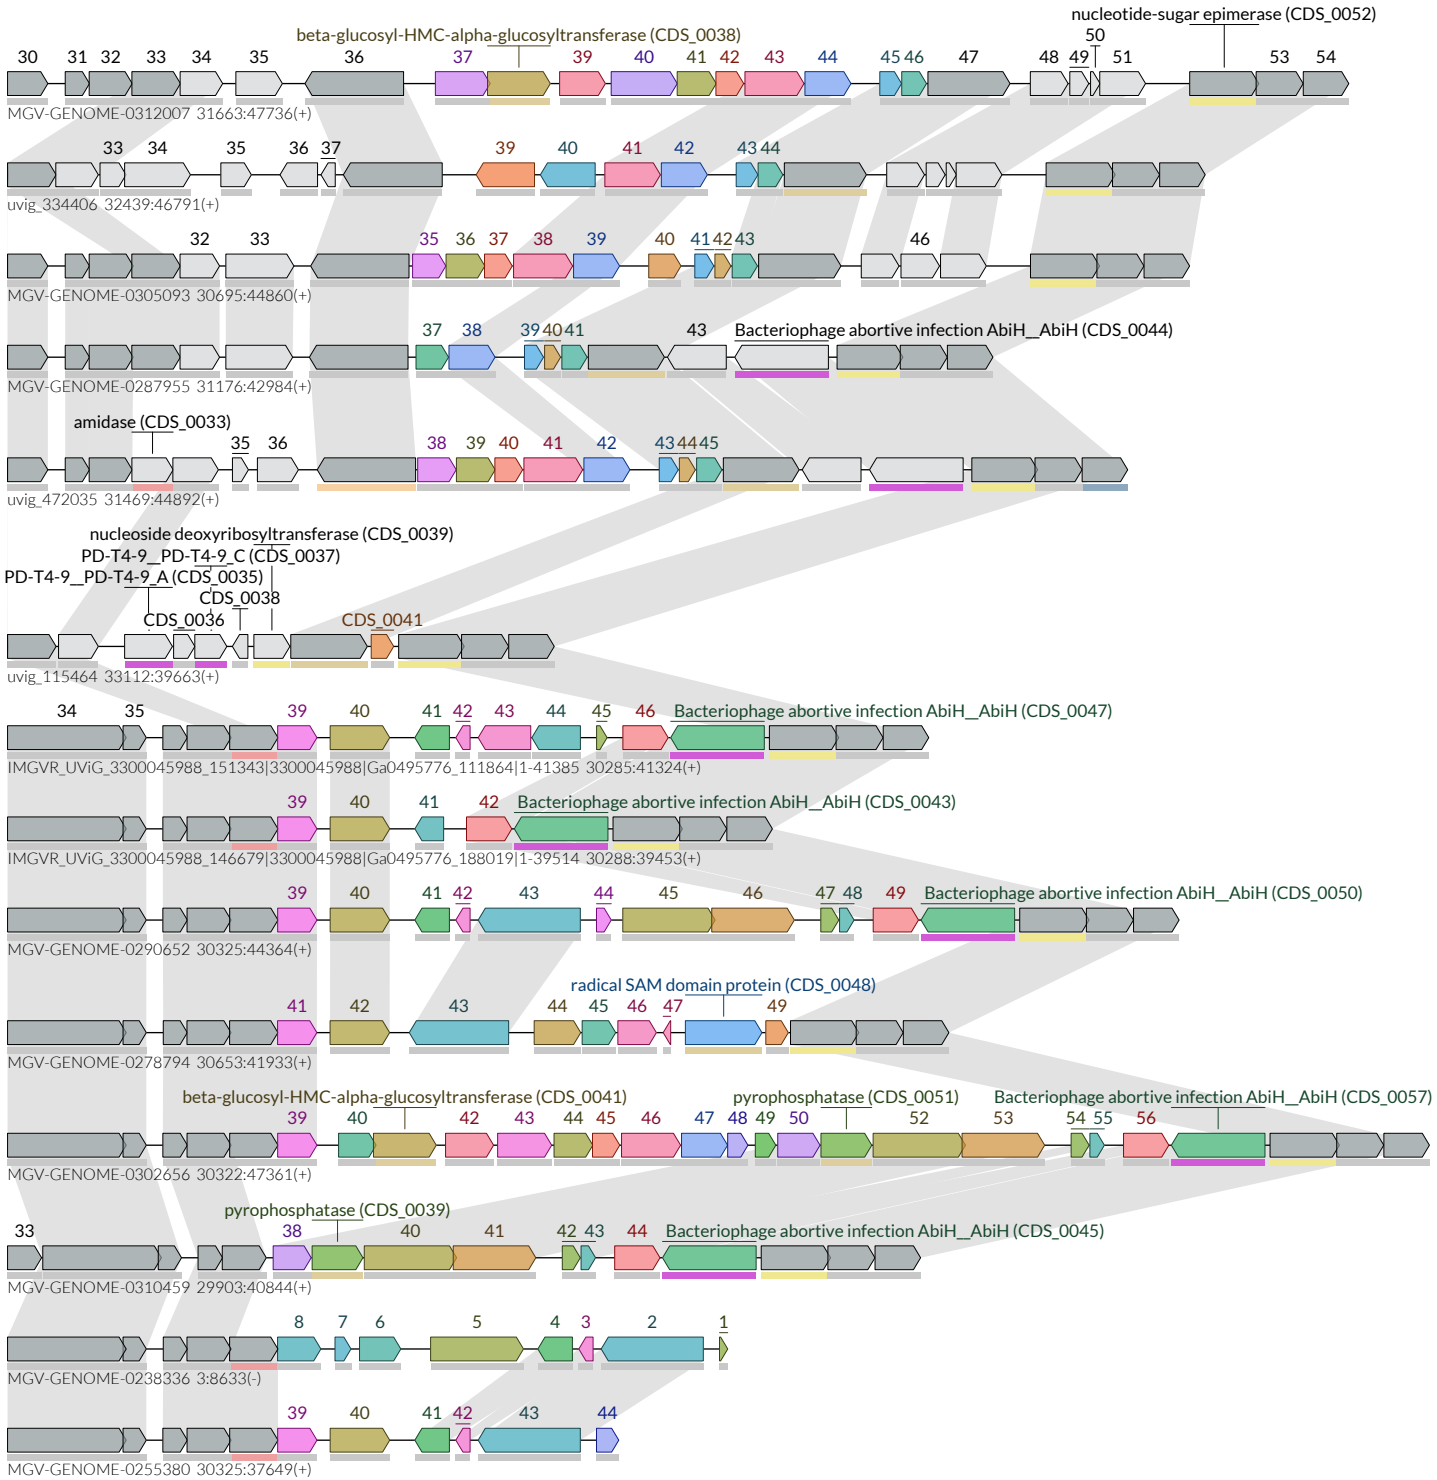 nucleotide-sugar epimerase (CDS_0052)
beta-glucosyl-HMC-alpha-glucosyltransferase (CDS_0038) 50
30 31 32 33 34 35 36 37 39 40 41 42 43 44 45 46 47 48 49 51 53 54
MGV-GENOME-0312007 31663:47736(+)
33 34 35 36 37 39 40 41 42 43 44
uvig_334406 32439:46791(+)
32 33 35 36 37 38 39 40 41 42 43 46
MGV-GENOME-0305093 30695:44860(+)
37 38 39 40 41 43 Bacteriophage abortive infection AbiH__AbiH (CDS_0044)
MGV-GENOME-0287955 31176:42984(+)
amidase (CDS_0033)
35 36 38 39 40 41 42 43 44 45
uvig_472035 31469:44892(+)
nucleoside deoxyribosyltransferase (CDS_0039)
PD-T4-9__PD-T4-9_C (CDS_0037)
PD-T4-9__PD-T4-9_A (CDS_0035)
CDS_0038
CDS_0036 CDS_0041
uvig_115464 33112:39663(+)
34 35 39 40 41 42 43 44 45 46 Bacteriophage abortive infection AbiH__AbiH (CDS_0047)
IMGVR_UViG_3300045988_151343|3300045988|Ga0495776_111864|1-41385 30285:41324(+)
39 40 41 42 Bacteriophage abortive infection AbiH__AbiH (CDS_0043)
IMGVR_UViG_3300045988_146679|3300045988|Ga0495776_188019|1-39514 30288:39453(+)
39 40 41 42 43 44 45 46 47 48 49 Bacteriophage abortive infection AbiH__AbiH (CDS_0050)
MGV-GENOME-0290652 30325:44364(+)
radical SAM domain protein (CDS_0048)
41 42 43 44 45 46 47 49
MGV-GENOME-0278794 30653:41933(+)
beta-glucosyl-HMC-alpha-glucosyltransferase (CDS_0041) pyrophosphatase (CDS_0051) Bacteriophage abortive infection AbiH__AbiH (CDS_0057)
39 40 42 43 44 45 46 47 48 49 50 52 53 54 55 56
MGV-GENOME-0302656 30322:47361(+)
pyrophosphatase (CDS_0039)
33 38 40 41 42 43 44 Bacteriophage abortive infection AbiH__AbiH (CDS_0045)
MGV-GENOME-0310459 29903:40844(+)
8 7 6 5 4 3 2 1
MGV-GENOME-0238336 3:8633(-)
39 40 41 42 43 44
MGV-GENOME-0255380 30325:37649(+)